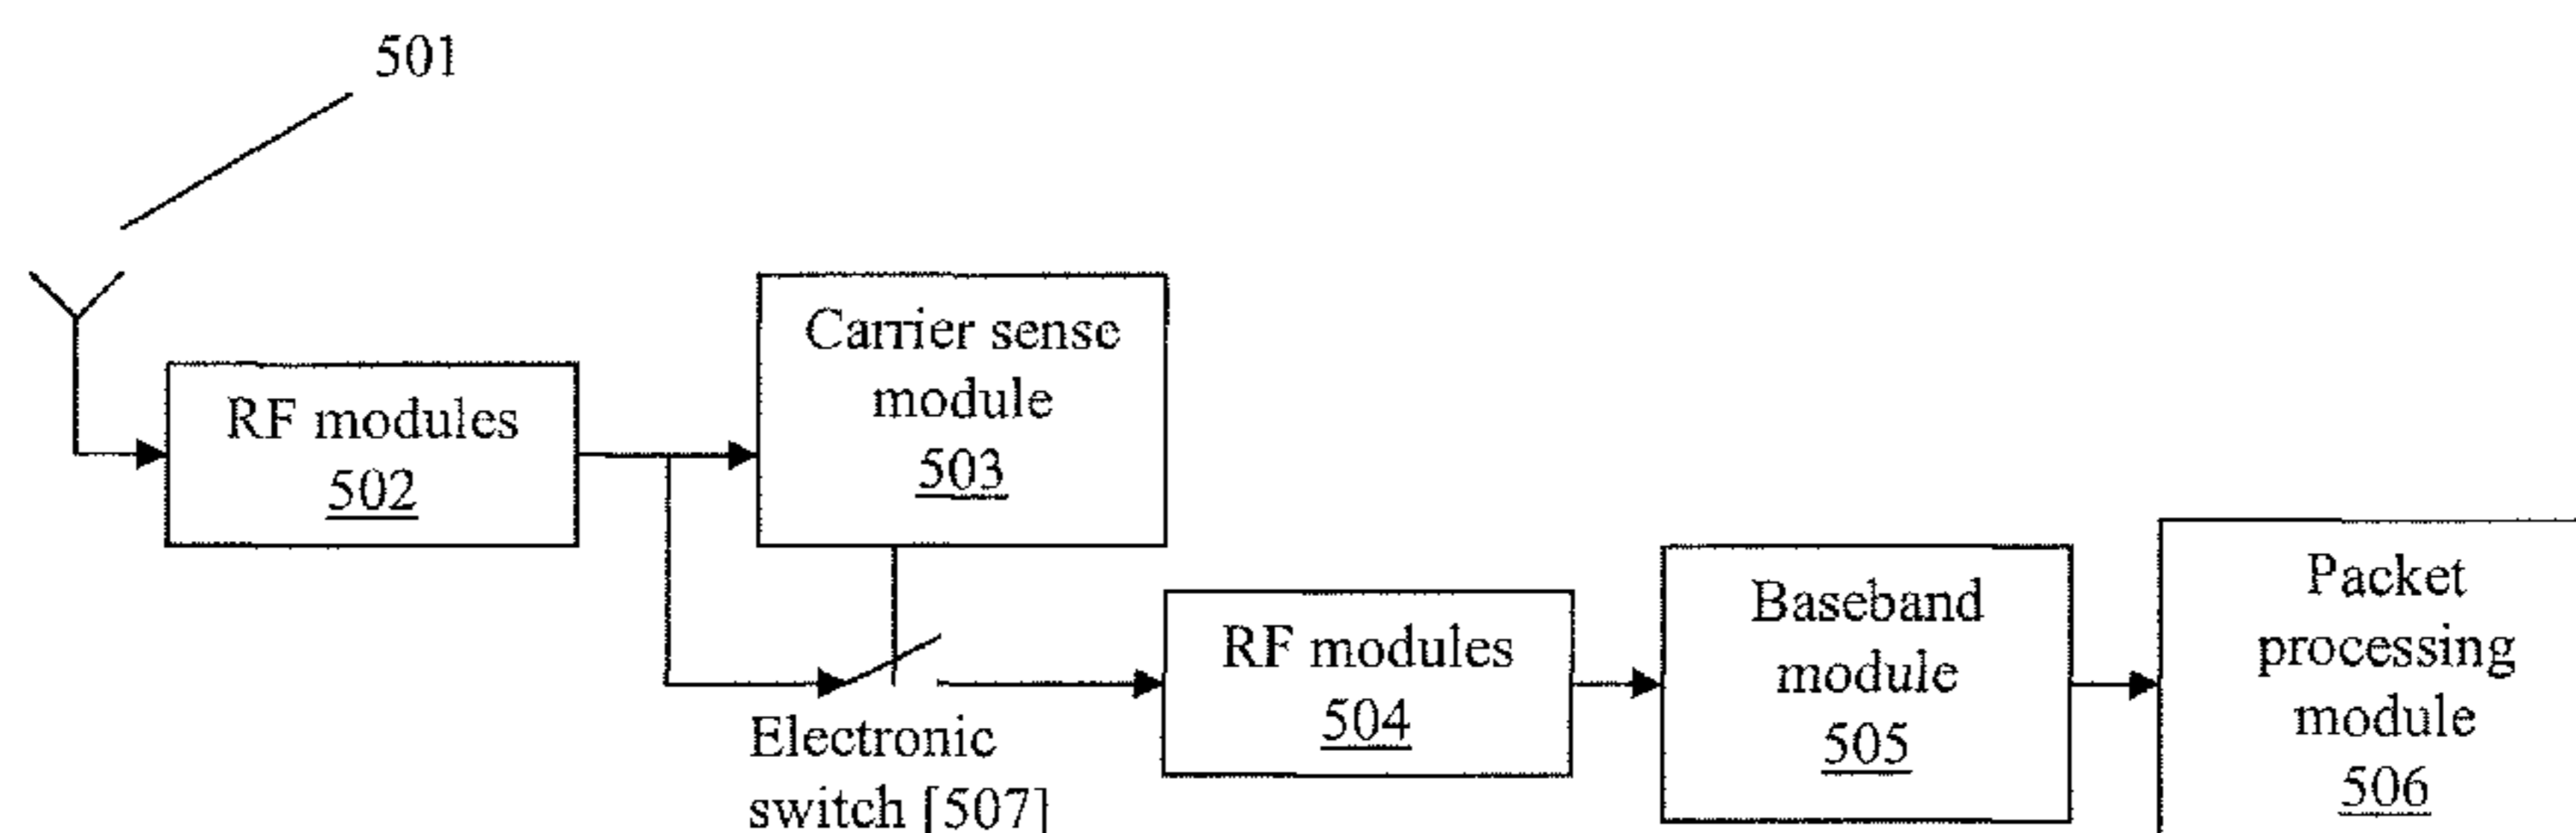 501
RF modules
502
Carrier sense
module
503
Electronic
switch [507]
RF modules
504
Baseband
module
505
Packet
processing
module
506